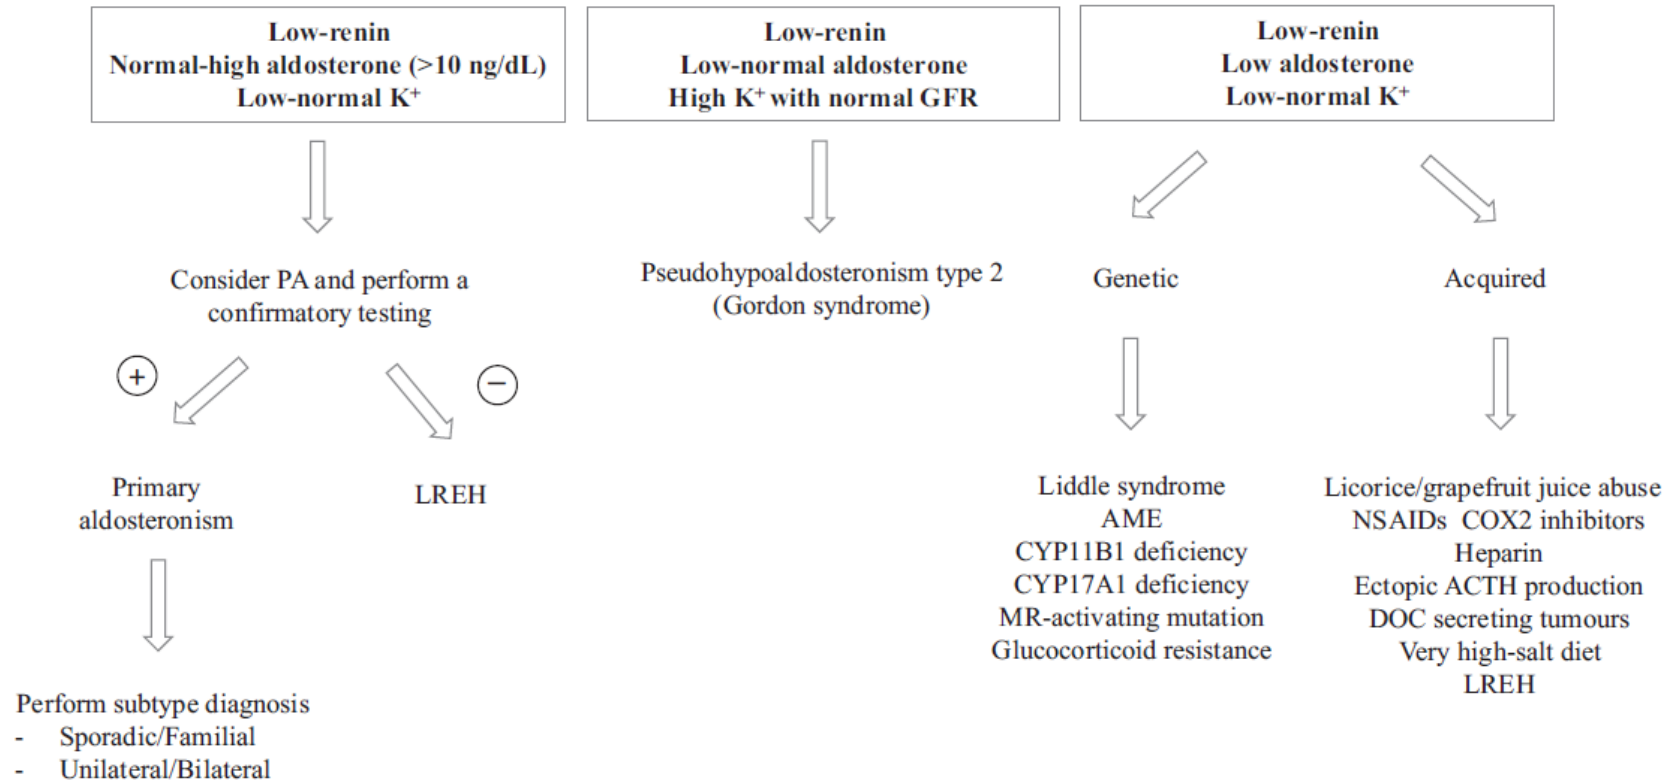 Low-renin
Normal-high aldosterone (>10 ng/dL)
Low-normal K⁺
Low-renin
Low-normal aldosterone
High K⁺ with normal GFR
Low-renin
Low aldosterone
Low-normal K⁺
Consider PA and perform a
confirmatory testing
+
−
Primary
aldosteronism
LREH
Perform subtype diagnosis
- Sporadic/Familial
- Unilateral/Bilateral
Pseudohypoaldosteronism type 2
(Gordon syndrome)
Genetic
Liddle syndrome
AME
CYP11B1 deficiency
CYP17A1 deficiency
MR-activating mutation
Glucocorticoid resistance
Acquired
Licorice/grapefruit juice abuse
NSAIDs COX2 inhibitors
Heparin
Ectopic ACTH production
DOC secreting tumours
Very high-salt diet
LREH